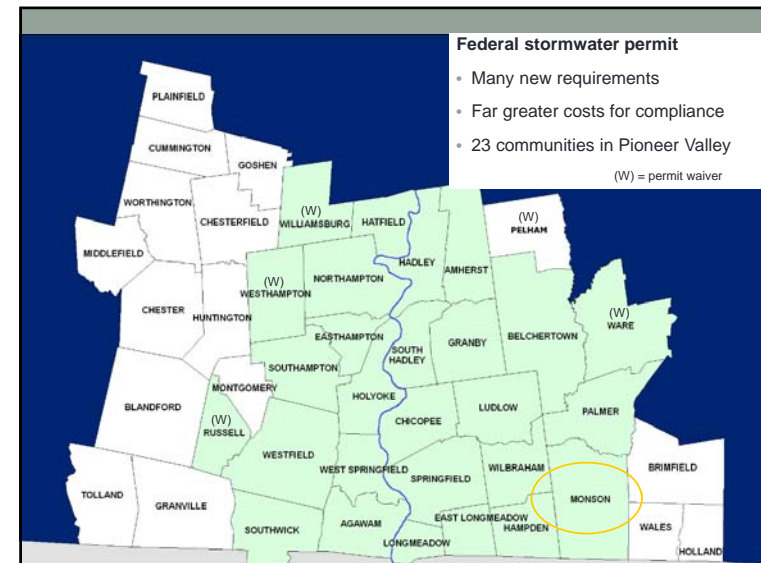 Federal stormwater permit
• Many new requirements
• Far greater costs for compliance
• 23 communities in Pioneer Valley
(W) = permit waiver
PLAINFIELD
CUMMINGTON
GOSHEN
WORTHINGTON
CHESTERFIELD
(W)
WILLIAMSBURG
HATFIELD
(W)
PELHAM
MIDDLEFIELD
HADLEY
AMHERST
NORTHAMPTON
(W)
WESTHAMPTON
CHESTER
HUNTINGTON
(W)
WARE
EASTHAMPTON
SOUTH
HADLEY
GRANBY
BELCHERTOWN
SOUTHAMPTON
MONTGOMERY
HOLYOKE
BLANDFORD
CHICOPEE
LUDLOW
PALMER
(W)
RUSSELL
WESTFIELD
WEST SPRINGFIELD
SPRINGFIELD
WILBRAHAM
BRIMFIELD
TOLLAND
GRANVILLE
MONSON
SOUTHWICK
AGAWAM
EAST LONGMEADOW
HAMPDEN
WALES
LONGMEADOW
HOLLAND